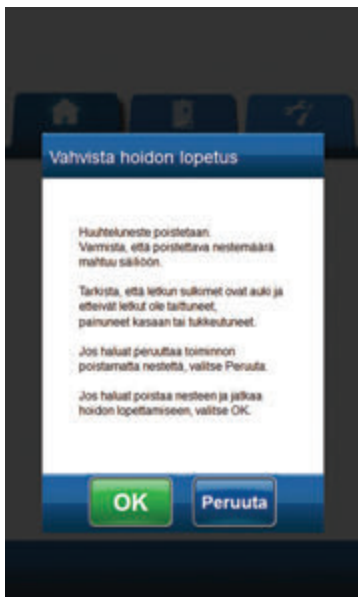 Vahvista hoidon lopetus
Huuhteluneste poistetaan.
Varmista, että poistettava nestemäärä
mahtuu säiliöön.
Tarkista, että letkun sulkimet ovat auki ja
etteivät letkut ole taittuneet,
painuneet kasaan tai tukkeutuneet.
Jos haluat peruuttaa toiminnon
poistamatta nestettä, valitse Peruuta.
Jos haluat poistaa nesteen ja jatkaa
hoidon lopettamiseen, valitse OK.
OK
Peruuta